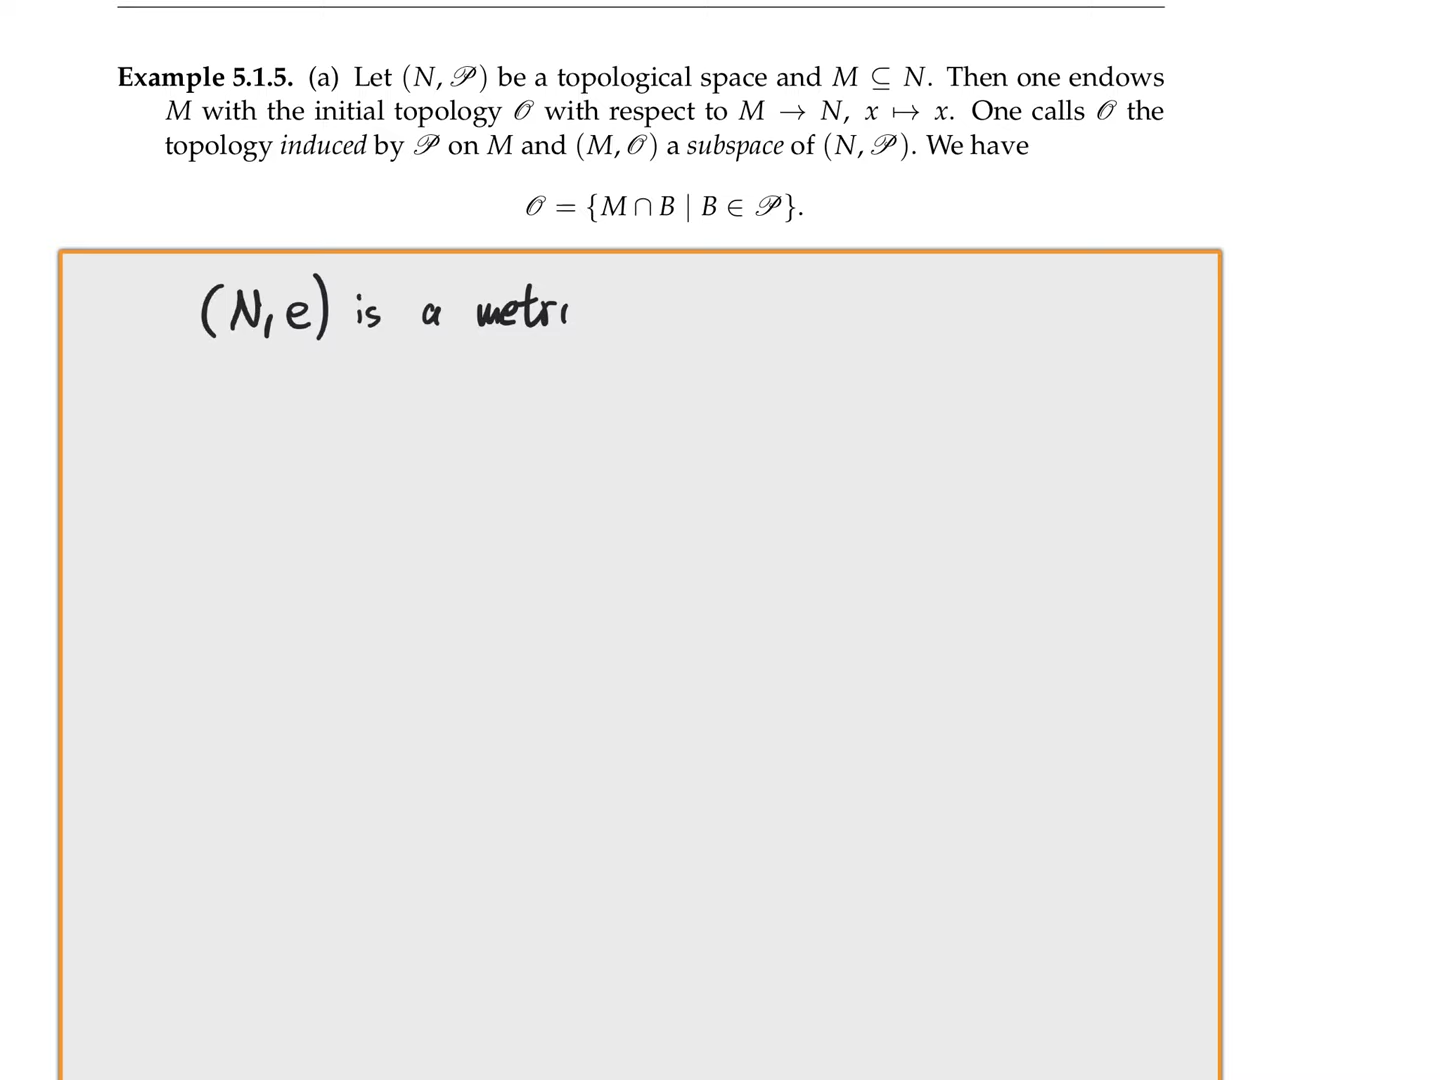 Example 5.1.5. (a) Let (N, 𝒫) be a topological space and M ⊆ N. Then one endows
M with the initial topology 𝒪 with respect to M → N, x ↦ x. One calls 𝒪 the
topology induced by 𝒫 on M and (M, 𝒪) a subspace of (N, 𝒫). We have
𝒪 = {M ∩ B | B ∈ 𝒫}.
(N, e) is a metri